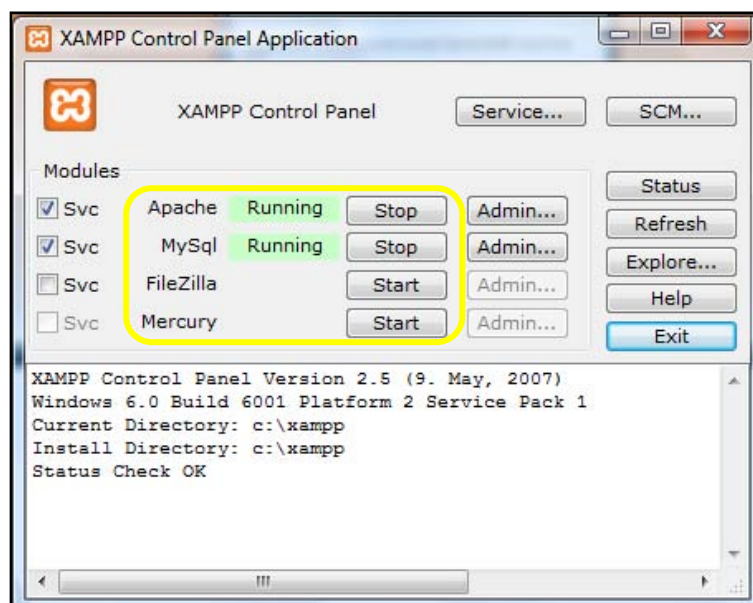 XAMPP Control Panel Application
XAMPP Control Panel Service... SCM...
Modules
Status
Svc Apache Running Stop Admin...
Refresh
Svc MySql Running Stop Admin...
Explore...
Svc FileZilla Start Admin...
Help
Svc Mercury Start Admin...
Exit
XAMPP Control Panel Version 2.5 (9. May, 2007)
Windows 6.0 Build 6001 Platform 2 Service Pack 1
Current Directory: c:\xampp
Install Directory: c:\xampp
Status Check OK